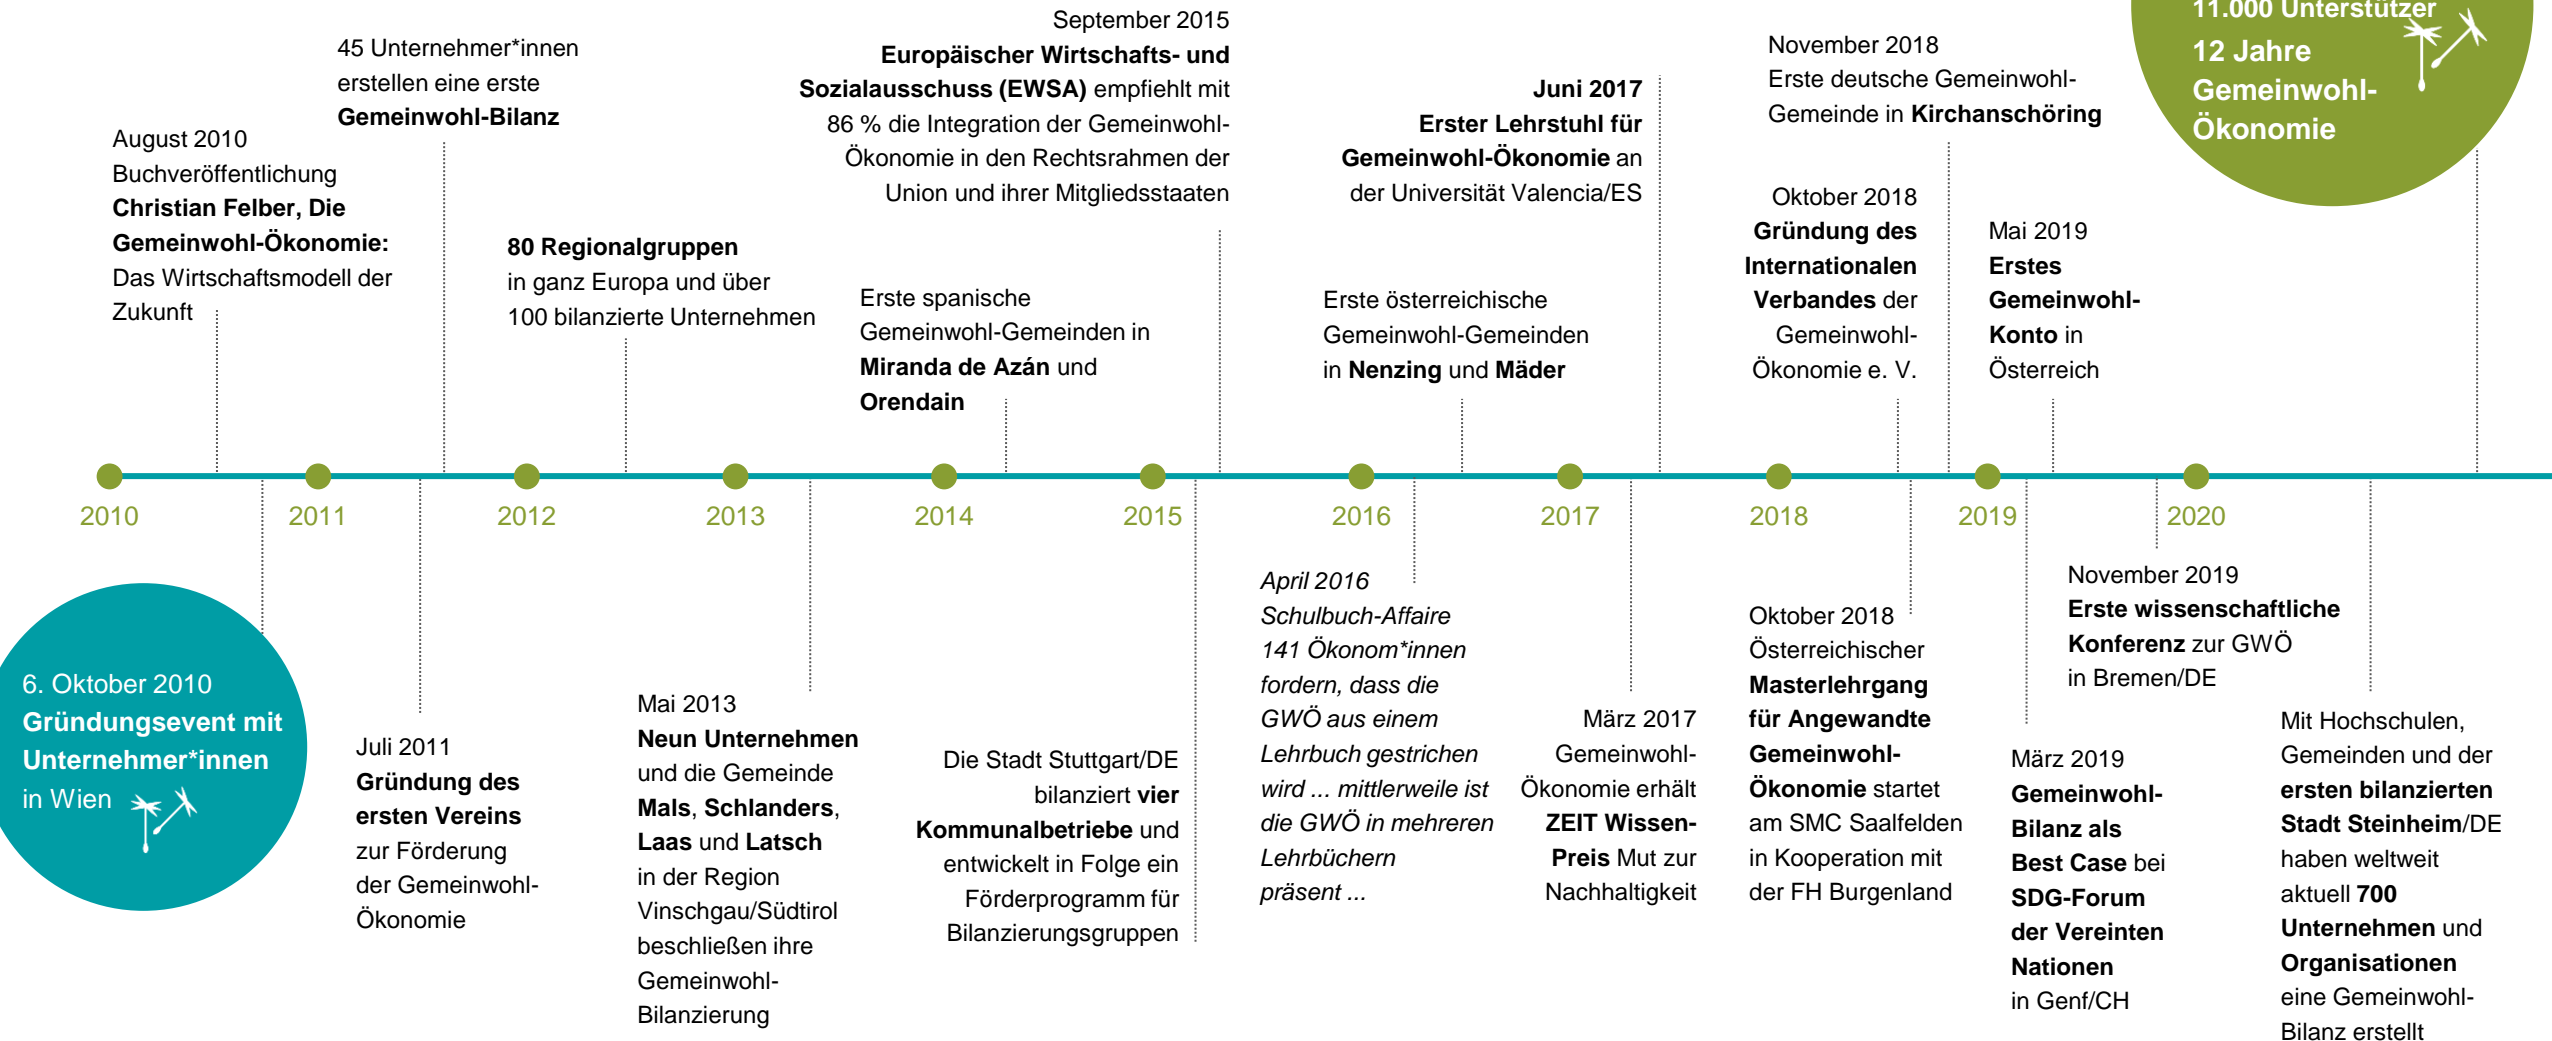 11.000 Unterstützer
12 Jahre
Gemeinwohl-
Ökonomie
September 2015
Europäischer Wirtschafts- und
Sozialausschuss (EWSA) empfiehlt mit
86 % die Integration der Gemeinwohl-
Ökonomie in den Rechtsrahmen der
Union und ihrer Mitgliedsstaaten
45 Unternehmer*innen
erstellen eine erste
Gemeinwohl-Bilanz
November 2018
Erste deutsche Gemeinwohl-
Gemeinde in Kirchanschöring
Juni 2017
Erster Lehrstuhl für
Gemeinwohl-Ökonomie an
der Universität Valencia/ES
August 2010
Buchveröffentlichung
Christian Felber, Die
Gemeinwohl-Ökonomie:
Das Wirtschaftsmodell der
Zukunft
80 Regionalgruppen
in ganz Europa und über
100 bilanzierte Unternehmen
Erste spanische
Gemeinwohl-Gemeinden in
Miranda de Azán und
Orendain
Erste österreichische
Gemeinwohl-Gemeinden
in Nenzing und Mäder
Oktober 2018
Gründung des
Internationalen
Verbandes der
Gemeinwohl-
Ökonomie e. V.
Mai 2019
Erstes
Gemeinwohl-
Konto in
Österreich
2010
2011
2012
2013
2014
2015
2016
2017
2018
2019
2020
6. Oktober 2010
Gründungsevent mit
Unternehmer*innen
in Wien
Juli 2011
Gründung des
ersten Vereins
zur Förderung
der Gemeinwohl-
Ökonomie
Mai 2013
Neun Unternehmen
und die Gemeinde
Mals, Schlanders,
Laas und Latsch
in der Region
Vinschgau/Südtirol
beschließen ihre
Gemeinwohl-
Bilanzierung
Die Stadt Stuttgart/DE
bilanziert vier
Kommunalbetriebe und
entwickelt in Folge ein
Förderprogramm für
Bilanzierungsgruppen
April 2016
Schulbuch-Affaire
141 Ökonom*innen
fordern, dass die
GWÖ aus einem
Lehrbuch gestrichen
wird ... mittlerweile ist
die GWÖ in mehreren
Lehrbüchern
präsent ...
März 2017
Gemeinwohl-
Ökonomie erhält
ZEIT Wissen-
Preis Mut zur
Nachhaltigkeit
Oktober 2018
Österreichischer
Masterlehrgang
für Angewandte
Gemeinwohl-
Ökonomie startet
am SMC Saalfelden
in Kooperation mit
der FH Burgenland
März 2019
Gemeinwohl-
Bilanz als
Best Case bei
SDG-Forum
der Vereinten
Nationen
in Genf/CH
November 2019
Erste wissenschaftliche
Konferenz zur GWÖ
in Bremen/DE
Mit Hochschulen,
Gemeinden und der
ersten bilanzierten
Stadt Steinheim/DE
haben weltweit
aktuell 700
Unternehmen und
Organisationen
eine Gemeinwohl-
Bilanz erstellt